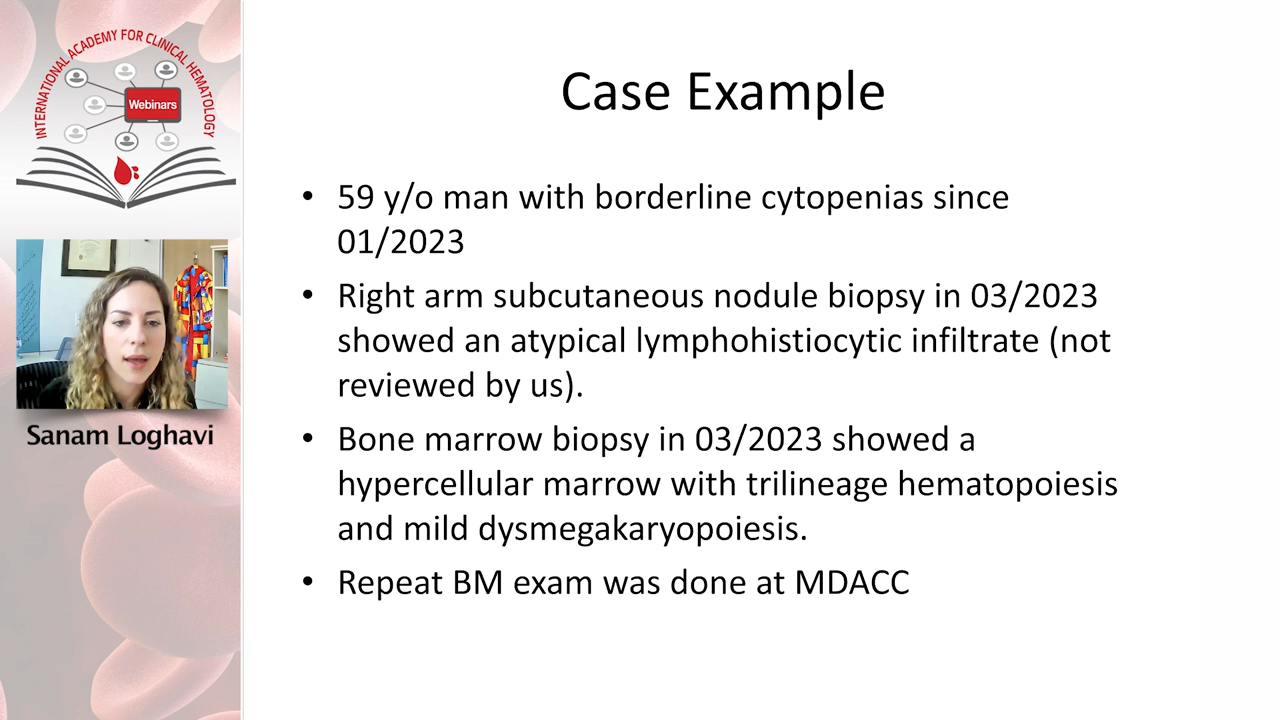 INTERNATIONAL ACADEMY FOR CLINICAL HEMATOLOGY
Webinars
Sanam Loghavi
Case Example
• 59 y/o man with borderline cytopenias since
01/2023
• Right arm subcutaneous nodule biopsy in 03/2023
showed an atypical lymphohistiocytic infiltrate (not
reviewed by us).
• Bone marrow biopsy in 03/2023 showed a
hypercellular marrow with trilineage hematopoiesis
and mild dysmegakaryopoiesis.
• Repeat BM exam was done at MDACC